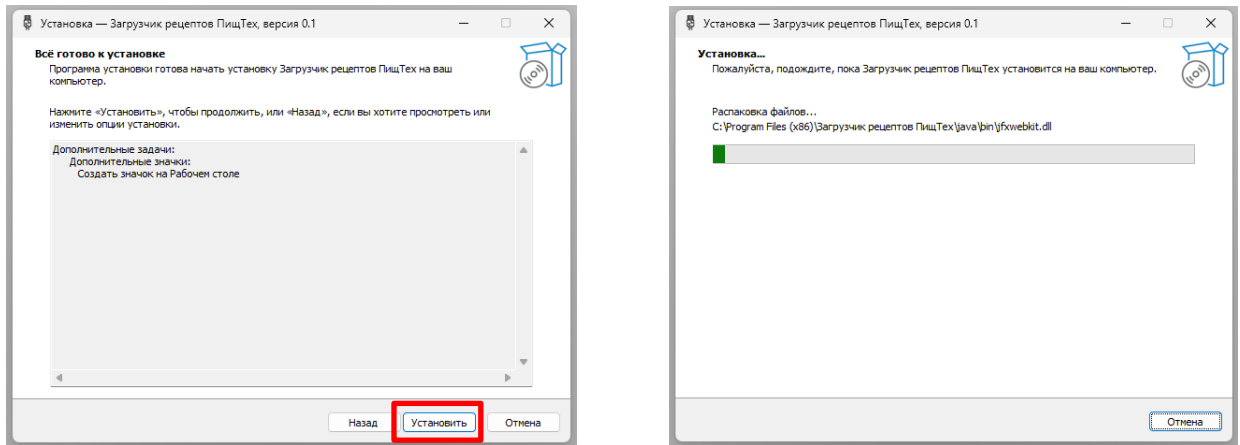 Установка — Загрузчик рецептов ПищТех, версия 0.1
Всё готово к установке
Программа установки готова начать установку Загрузчик рецептов ПищТех на ваш
компьютер.
Нажмите «Установить», чтобы продолжить, или «Назад», если вы хотите просмотреть или
изменить опции установки.
Дополнительные задачи:
Дополнительные значки:
Создать значок на Рабочем столе
Назад
Установить
Отмена
Установка — Загрузчик рецептов ПищТех, версия 0.1
Установка...
Пожалуйста, подождите, пока Загрузчик рецептов ПищТех установится на ваш компьютер.
Распаковка файлов...
C:\Program Files (x86)\Загрузчик рецептов ПищТех\java\bin\jfxwebkit.dll
Отмена